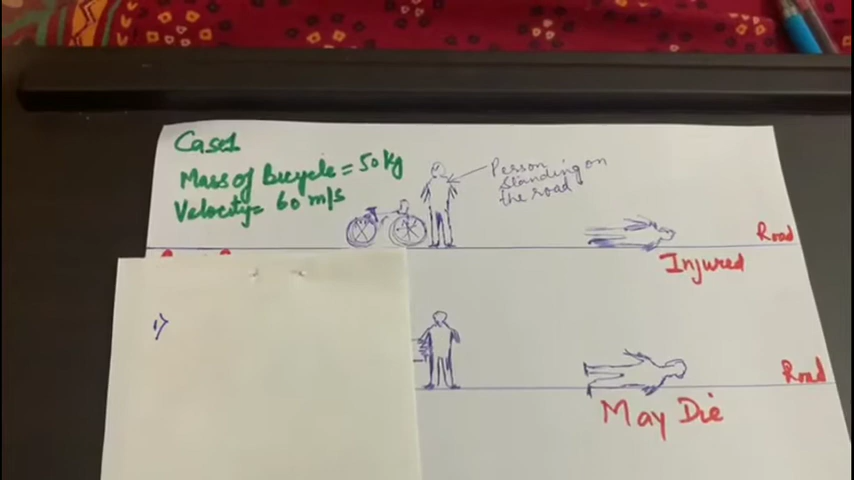 Case1
Mass of Bicycle = 50 Kg
Velocity = 60 m/s
Person
standing on
the road
Road
Injured
1)
Road
May Die